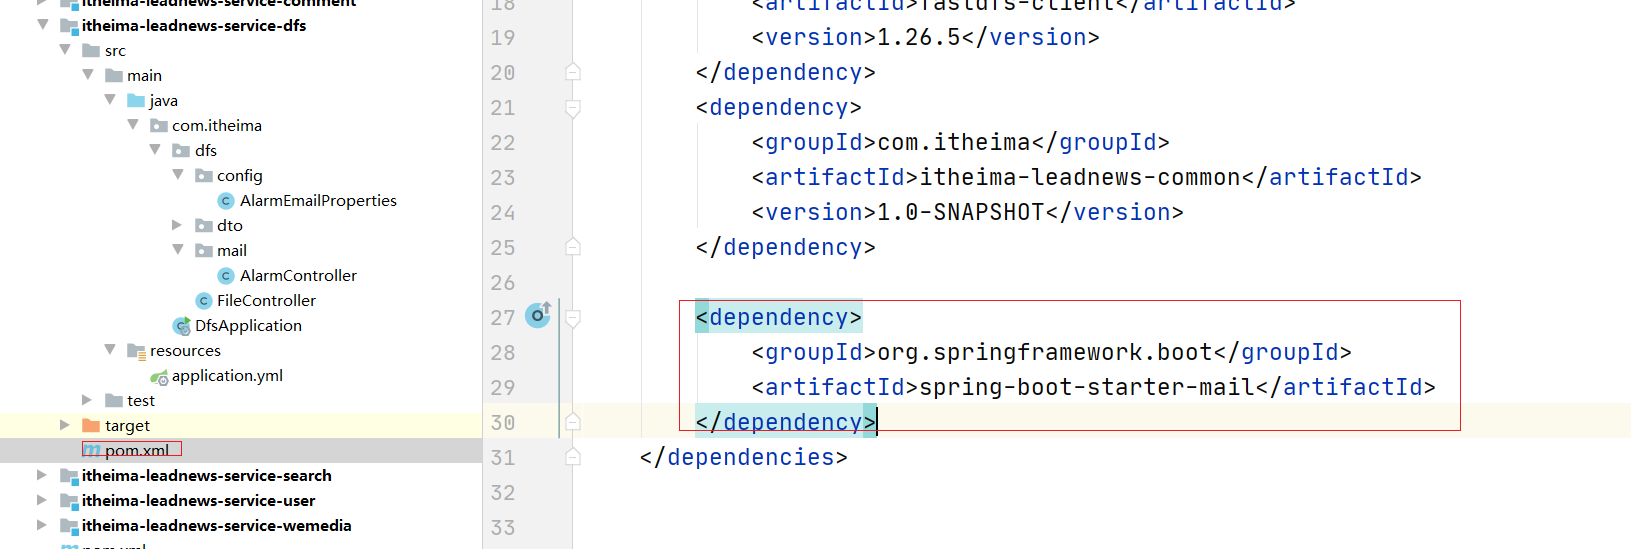 itheima-leadnews-service-comment
itheima-leadnews-service-dfs
src
main
java
com.itheima
dfs
config
AlarmEmailProperties
dto
mail
AlarmController
FileController
DfsApplication
resources
application.yml
test
target
pom.xml
itheima-leadnews-service-search
itheima-leadnews-service-user
itheima-leadnews-service-wemedia
pom.xml
18 <artifactId>fastdfs-client</artifactId>
19 <version>1.26.5</version>
20 </dependency>
21 <dependency>
22 <groupId>com.itheima</groupId>
23 <artifactId>itheima-leadnews-common</artifactId>
24 <version>1.0-SNAPSHOT</version>
25 </dependency>
26
27 <dependency>
28 <groupId>org.springframework.boot</groupId>
29 <artifactId>spring-boot-starter-mail</artifactId>
30 </dependency>
31 </dependencies>
32
33